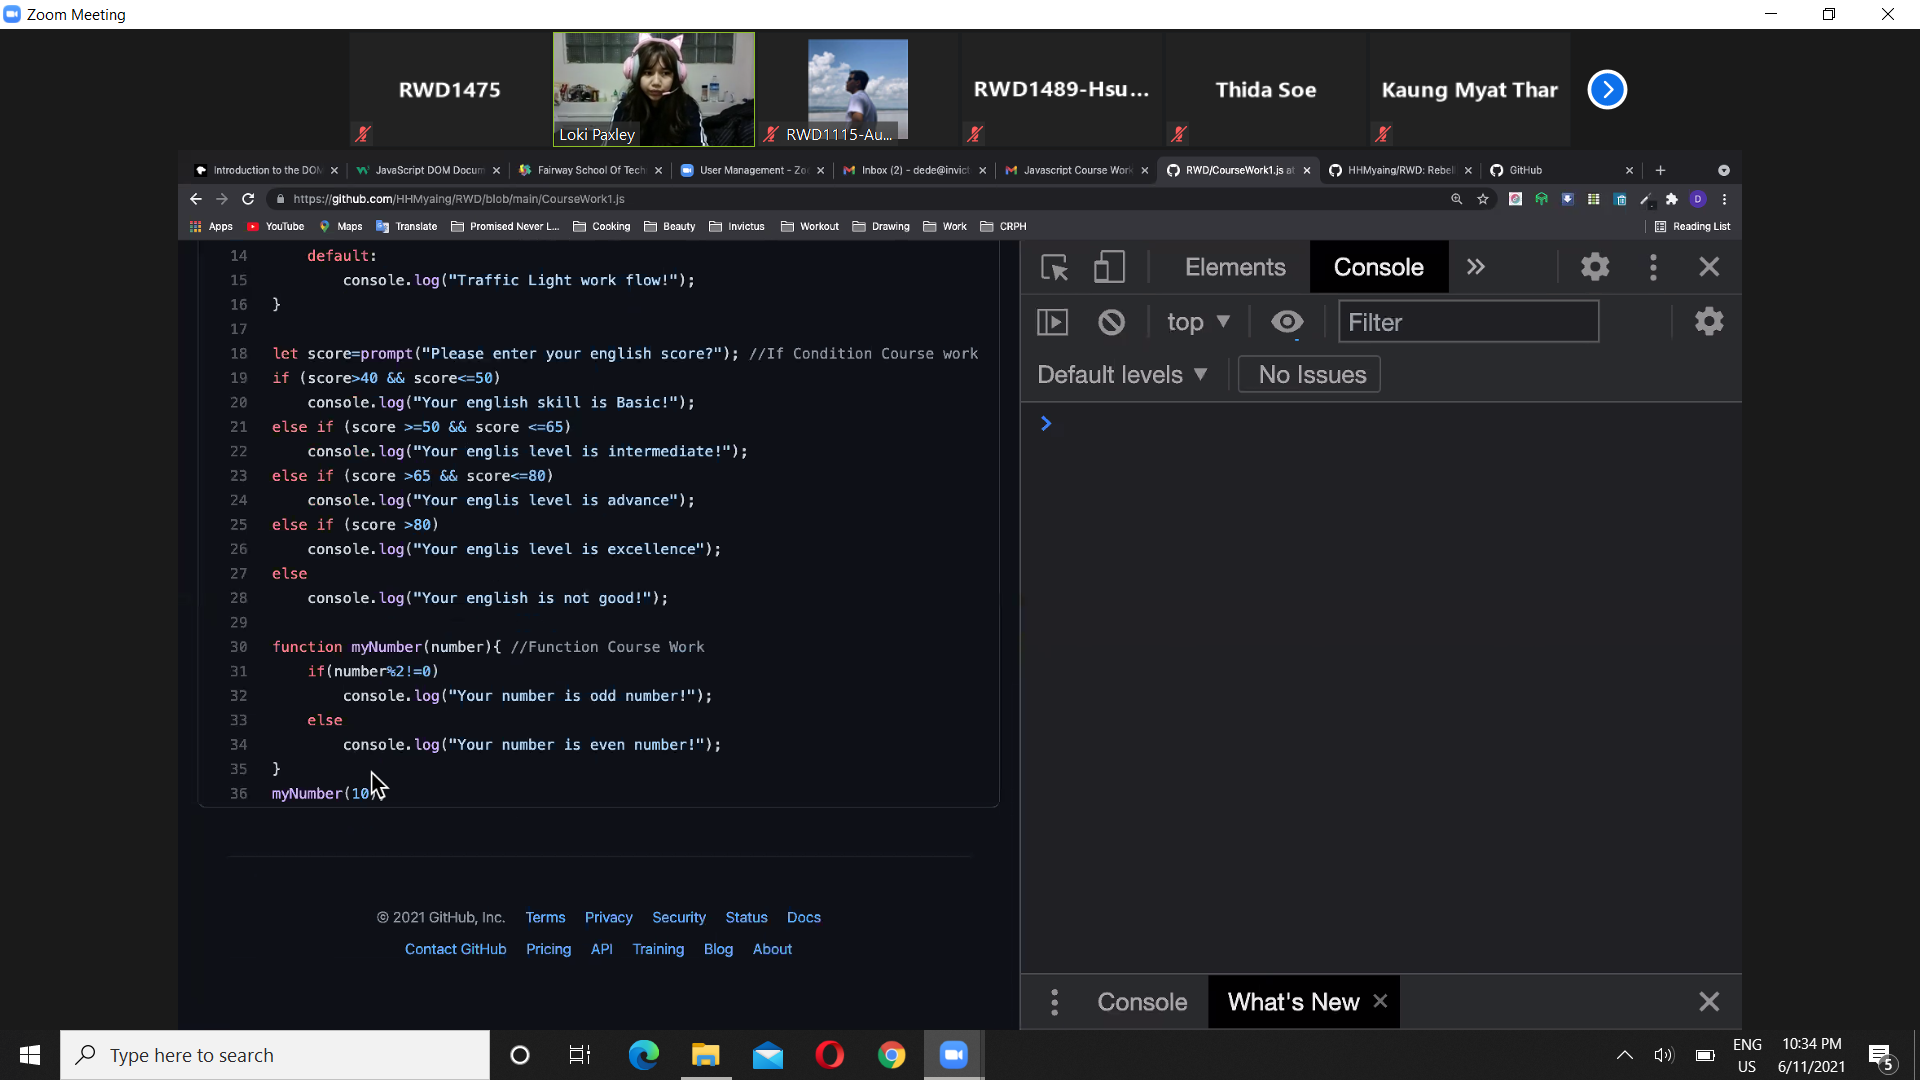 Zoom Meeting
RWD1475
Loki Paxley
RWD1115-Au...
RWD1489-Hsu...
Thida Soe
Kaung Myat Thar
Introduction to the DOM
JavaScript DOM Docum
Fairway School Of Tech
User Management - Zo
Inbox (2) - dede@invict
Javascript Course Work
RWD/CourseWork1.js at
HHMyaing/RWD: Rebel
GitHub
https://github.com/HHMyaing/RWD/blob/main/CourseWork1.js
D
Apps
YouTube
Maps
Translate
Promised Never L...
Cooking
Beauty
Invictus
Workout
Drawing
Work
CRPH
Reading List
14 default:
15 console.log("Traffic Light work flow!");
16 }
17
18 let score=prompt("Please enter your english score?"); //If Condition Course work
19 if (score>40 && score<=50)
20 console.log("Your english skill is Basic!");
21 else if (score >=50 && score <=65)
22 console.log("Your englis level is intermediate!");
23 else if (score >65 && score<=80)
24 console.log("Your englis level is advance");
25 else if (score >80)
26 console.log("Your englis level is excellence");
27 else
28 console.log("Your english is not good!");
29
30 function myNumber(number){ //Function Course Work
31 if(number%2!=0)
32 console.log("Your number is odd number!");
33 else
34 console.log("Your number is even number!");
35 }
36 myNumber(10)
© 2021 GitHub, Inc. Terms Privacy Security Status Docs
Contact GitHub Pricing API Training Blog About
Elements
Console
top
Filter
Default levels
No Issues
Console
What's New
Type here to search
ENG
US
10:34 PM
6/11/2021
5